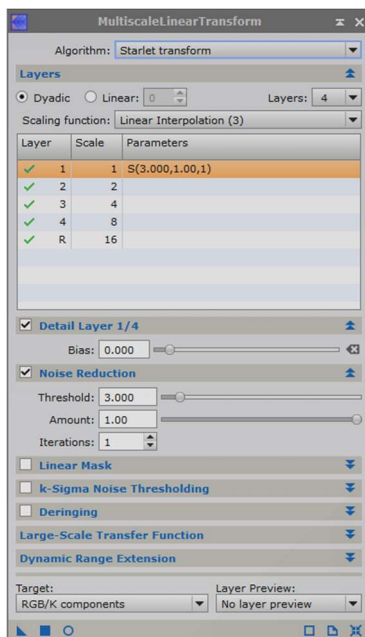 MultiscaleLinearTransform
Algorithm: Starlet transform
Layers
Dyadic Linear: 0 Layers: 4
Scaling function: Linear Interpolation (3)
Layer Scale Parameters
1 1 S(3.000,1.00,1)
2 2
3 4
4 8
R 16
Detail Layer 1/4
Bias: 0.000
Noise Reduction
Threshold: 3.000
Amount: 1.00
Iterations: 1
Linear Mask
k-Sigma Noise Thresholding
Deringing
Large-Scale Transfer Function
Dynamic Range Extension
Target: Layer Preview:
RGB/K components No layer preview